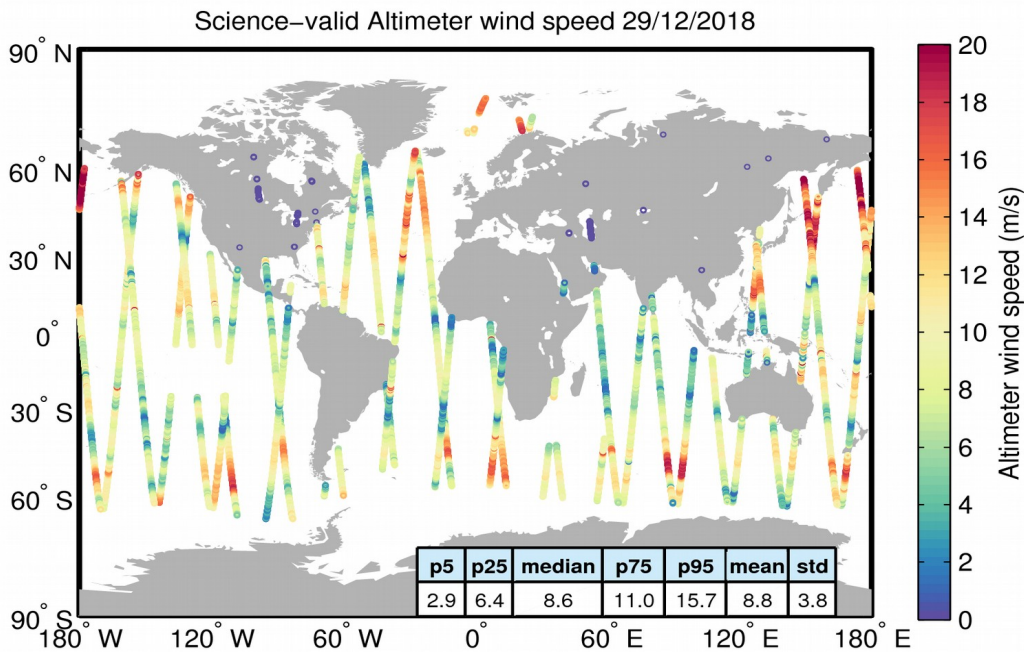 Science−valid Altimeter wind speed 29/12/2018
90° N
60° N
30° N
0°
30° S
60° S
90° S
180° W
120° W
60° W
0°
60° E
120° E
180° E
p5 p25 median p75 p95 mean std
2.9 6.4 8.6 11.0 15.7 8.8 3.8
20
18
16
14
12
10
8
6
4
2
0
Altimeter wind speed (m/s)